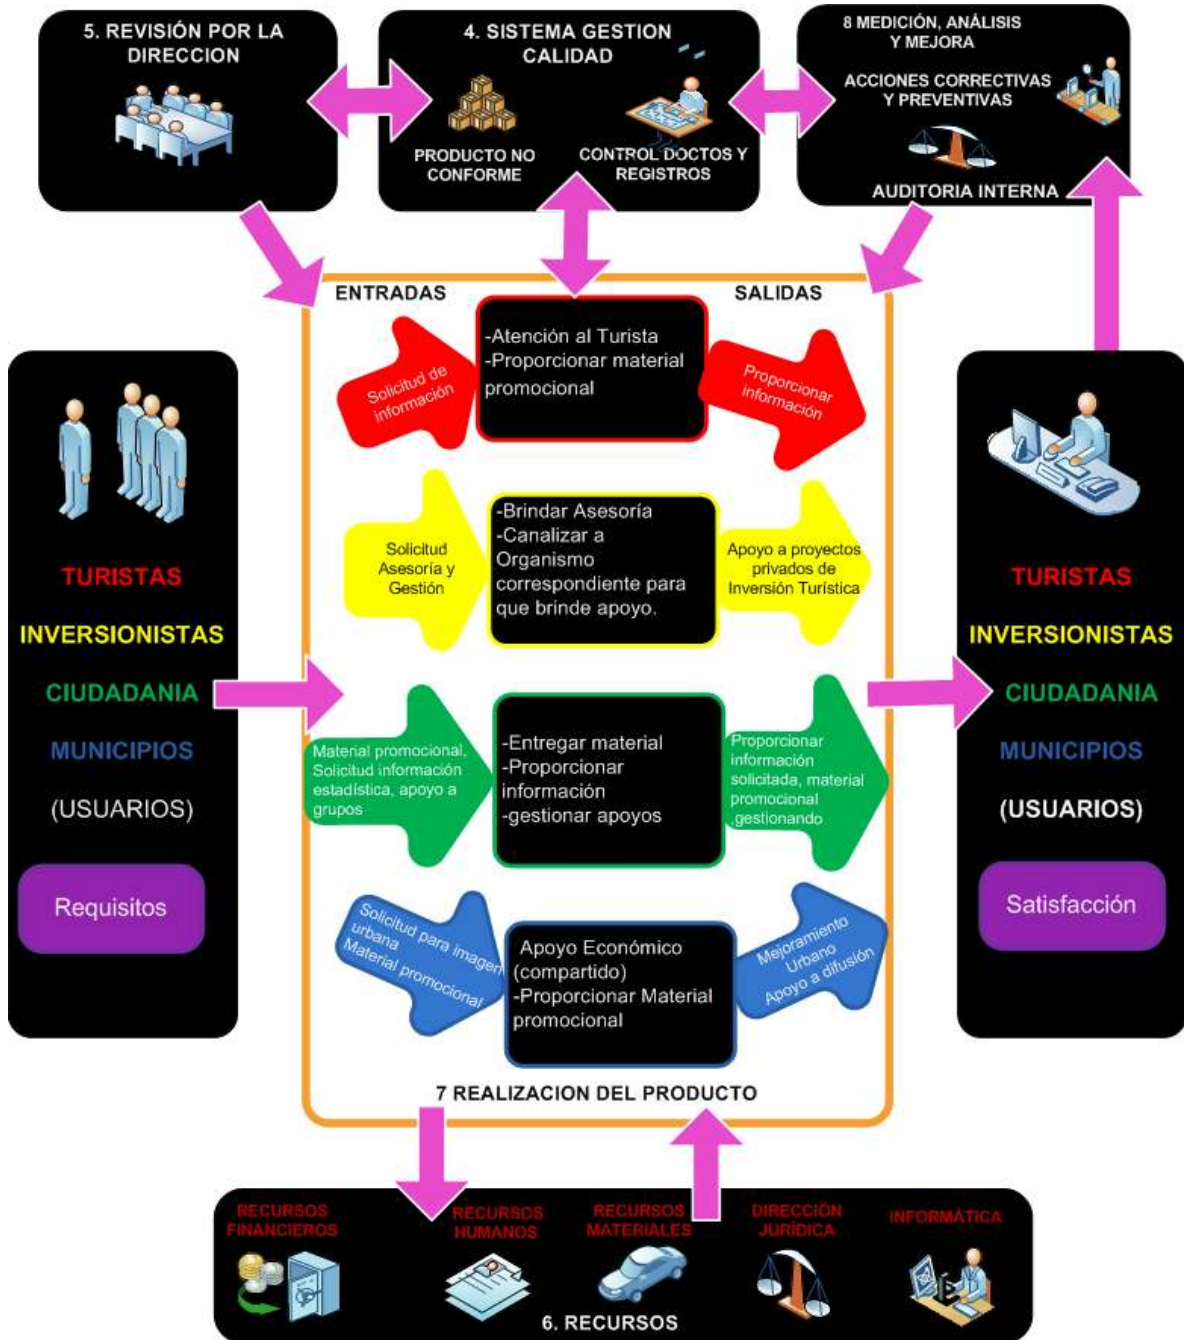 5. REVISIÓN POR LA
DIRECCION
4. SISTEMA GESTION
CALIDAD
PRODUCTO NO
CONFORME
CONTROL DOCTOS Y
REGISTROS
8 MEDICIÓN, ANÁLISIS
Y MEJORA
ACCIONES CORRECTIVAS
Y PREVENTIVAS
AUDITORIA INTERNA
TURISTAS
INVERSIONISTAS
CIUDADANIA
MUNICIPIOS
(USUARIOS)
Requisitos
ENTRADAS
SALIDAS
Solicitud de
información
-Atención al Turista
-Proporcionar material
promocional
Proporcionar
información
Solicitud
Asesoría y
Gestión
-Brindar Asesoría
-Canalizar a
Organismo
correspondiente para
que brinde apoyo.
Apoyo a proyectos
privados de
Inversión Turística
Material promocional,
Solicitud información
estadística, apoyo a
grupos
-Entregar material
-Proporcionar
información
-gestionar apoyos
Proporcionar
información
solicitada, material
promocional
,gestionando
Solicitud para imagen
urbana
Material promocional
Apoyo Económico
(compartido)
-Proporcionar Material
promocional
Mejoramiento
Urbano
Apoyo a difusión
7 REALIZACION DEL PRODUCTO
TURISTAS
INVERSIONISTAS
CIUDADANIA
MUNICIPIOS
(USUARIOS)
Satisfacción
RECURSOS
FINANCIEROS
RECURSOS
HUMANOS
RECURSOS
MATERIALES
DIRECCIÓN
JURÍDICA
INFORMÁTICA
6. RECURSOS